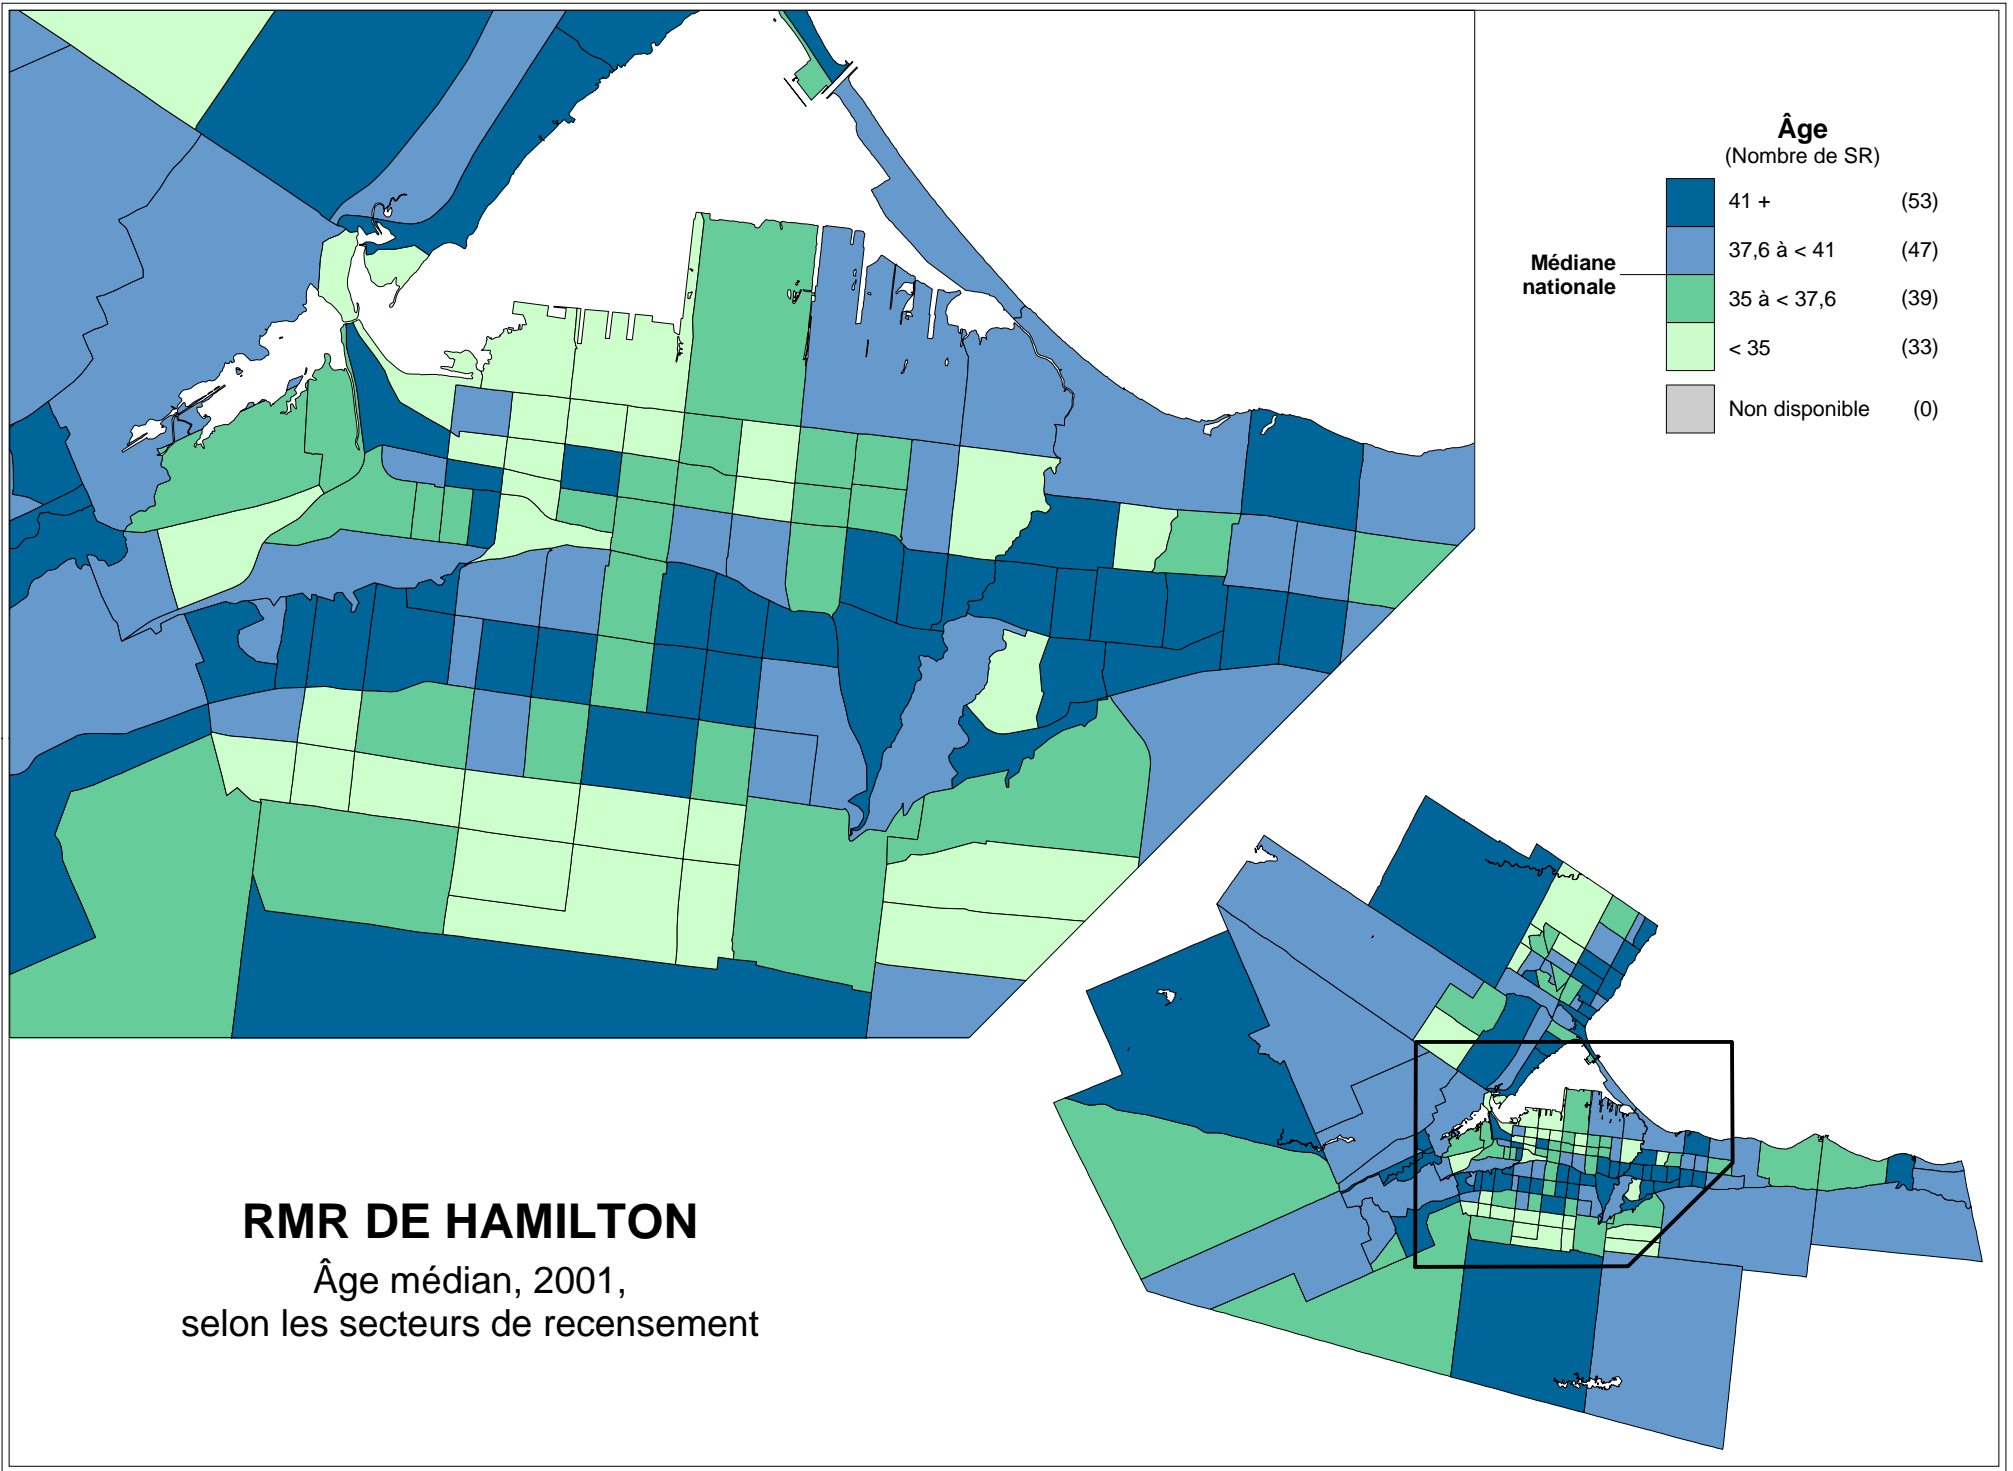 Âge
(Nombre de SR)
41 + (53)
37,6 à < 41 (47)
Médiane
nationale
35 à < 37,6 (39)
< 35 (33)
Non disponible (0)
RMR DE HAMILTON
Âge médian, 2001,
selon les secteurs de recensement